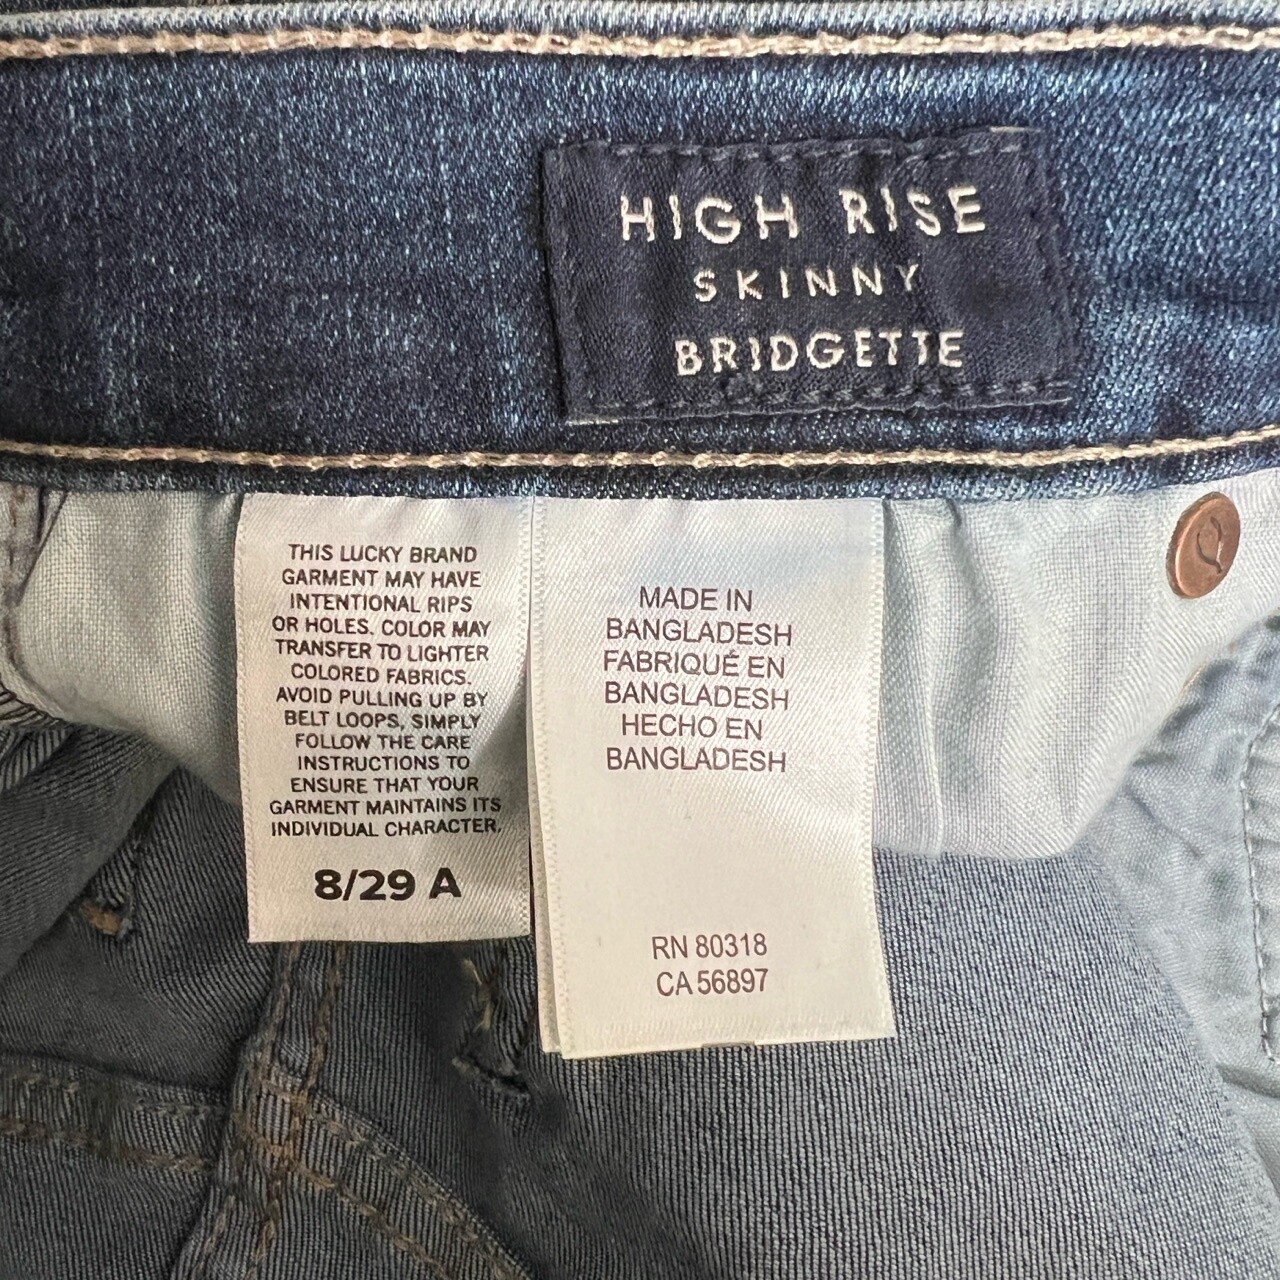 HIGH RISE
SKINNY
BRIDGETTE
THIS LUCKY BRAND
GARMENT MAY HAVE
INTENTIONAL RIPS
OR HOLES. COLOR MAY
TRANSFER TO LIGHTER
COLORED FABRICS.
AVOID PULLING UP BY
BELT LOOPS, SIMPLY
FOLLOW THE CARE
INSTRUCTIONS TO
ENSURE THAT YOUR
GARMENT MAINTAINS ITS
INDIVIDUAL CHARACTER.
8/29 A
MADE IN
BANGLADESH
FABRIQUÉ EN
BANGLADESH
HECHO EN
BANGLADESH
RN 80318
CA 56897